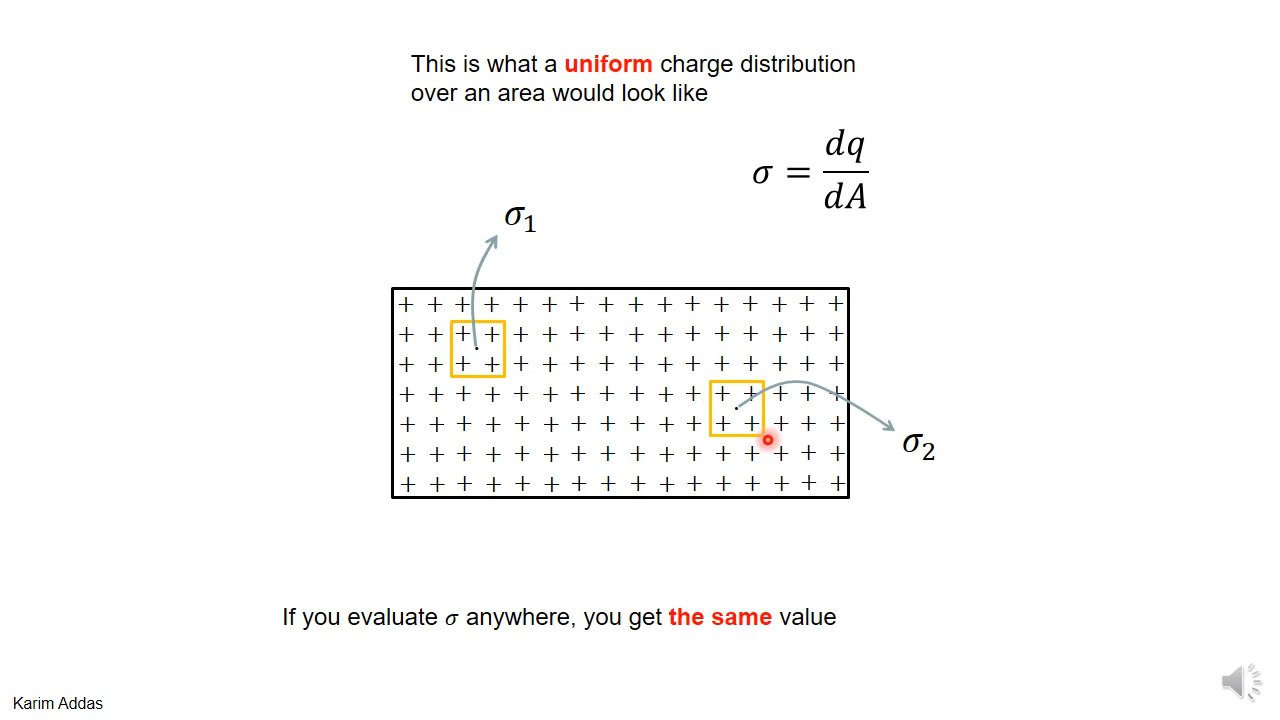 This is what a uniform charge distribution
over an area would look like
σ = dq/dA
σ₁
+ + + + + + + + + + + + + + + +
+ + + + + + + + + + + + + + + +
+ + + + + + + + + + + + + + + +
+ + + + + + + + + + + + + + + +
+ + + + + + + + + + + + + + + +
+ + + + + + + + + + + + + + + +
+ + + + + + + + + + + + + + + +
σ₂
If you evaluate σ anywhere, you get the same value
Karim Addas